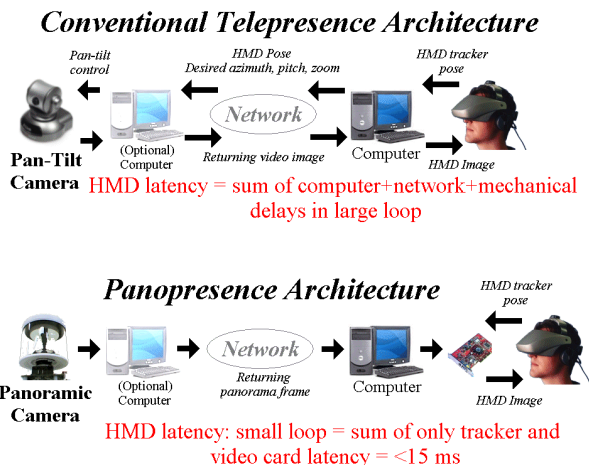 Conventional Telepresence Architecture
Pan-tilt
control
HMD Pose
Desired azimuth, pitch, zoom
HMD tracker
pose
Network
Pan-Tilt
Camera
(Optional)
Computer
Returning video image
Computer
HMD Image
HMD latency = sum of computer+network+mechanical
delays in large loop
Panopresence Architecture
HMD tracker
pose
Network
Panoramic
Camera
(Optional)
Computer
Returning
panorama frame
Computer
HMD Image
HMD latency: small loop = sum of only tracker and
video card latency = <15 ms